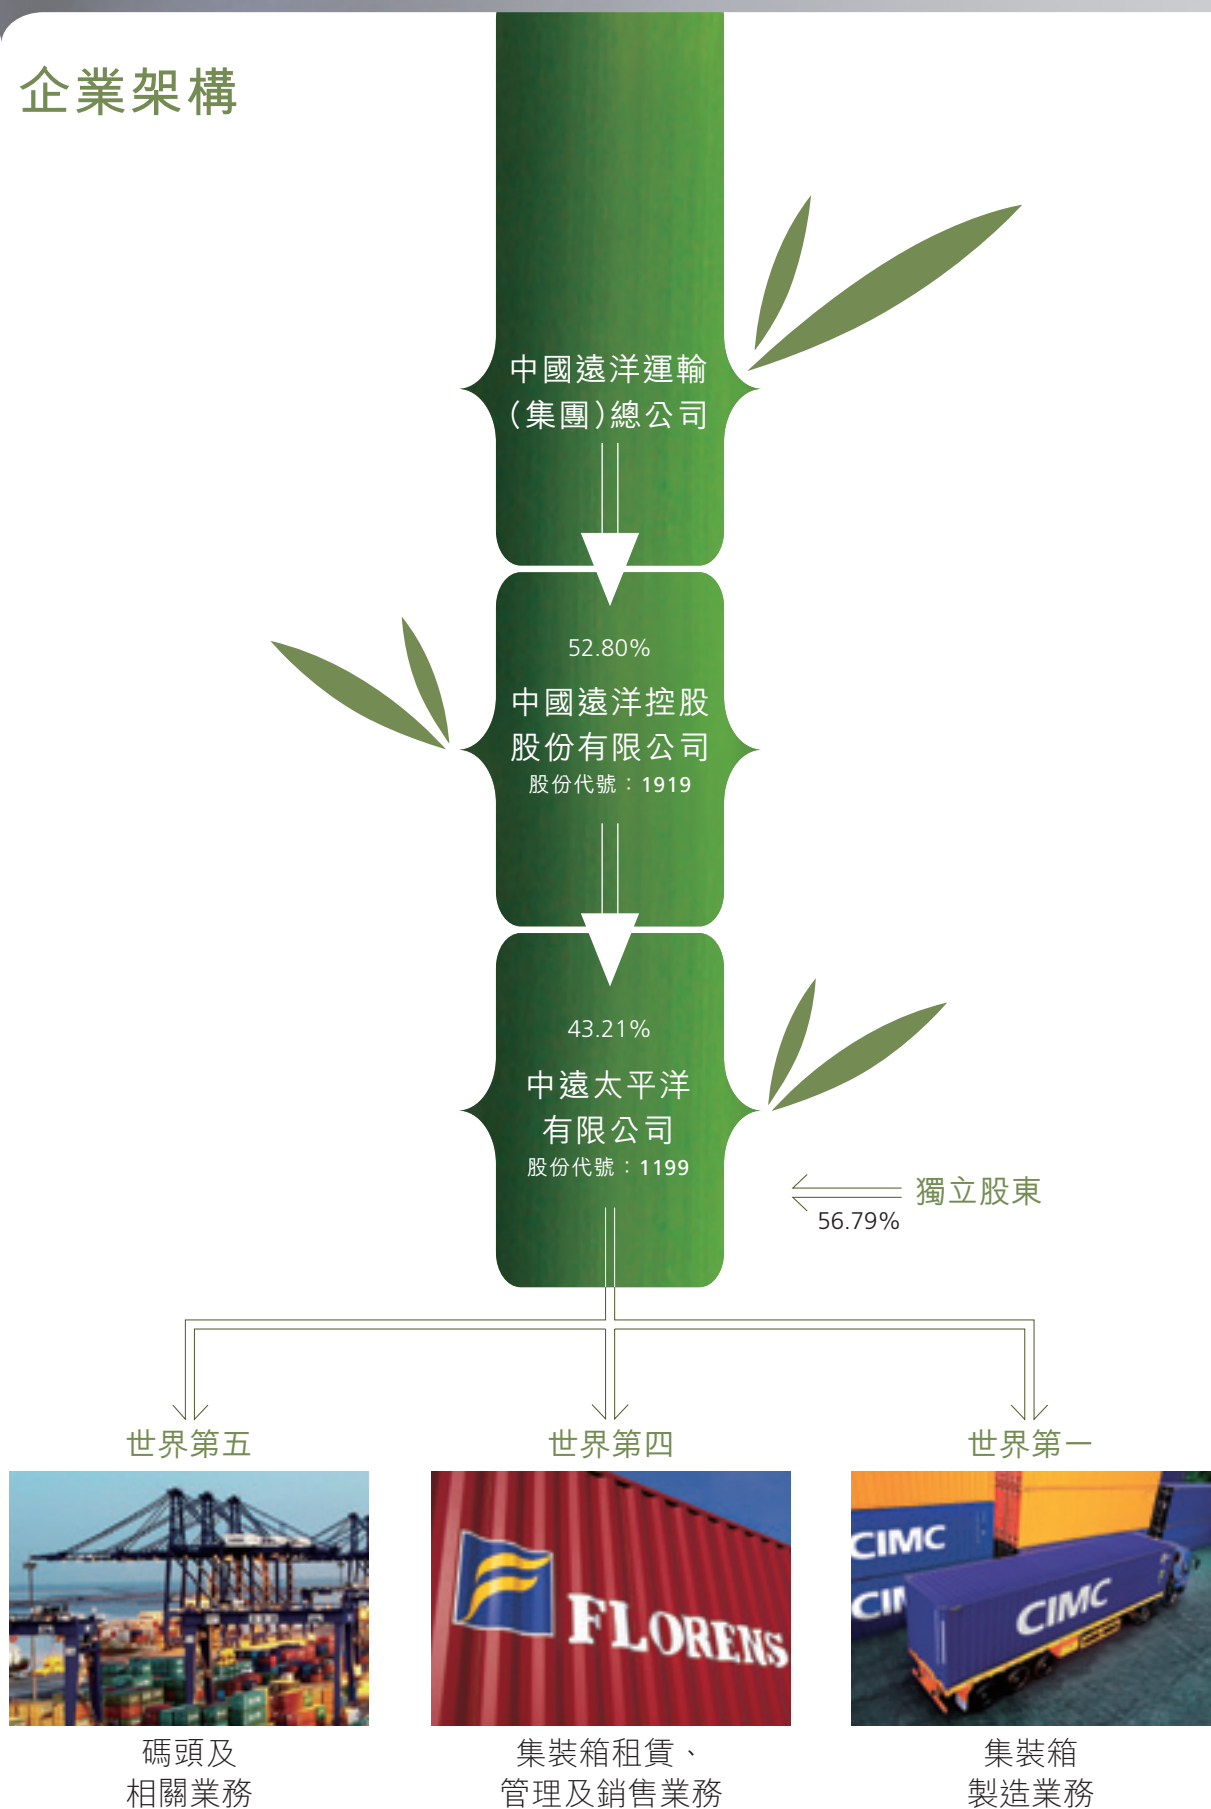 企業架構
中國遠洋運輸
(集團)總公司
52.80%
中國遠洋控股
股份有限公司
股份代號：1919
43.21%
中遠太平洋
有限公司
股份代號：1199
獨立股東
56.79%
世界第五
世界第四
世界第一
FLORENS
CIMC
CIM
CIMC
碼頭及
相關業務
集裝箱租賃、
管理及銷售業務
集裝箱
製造業務